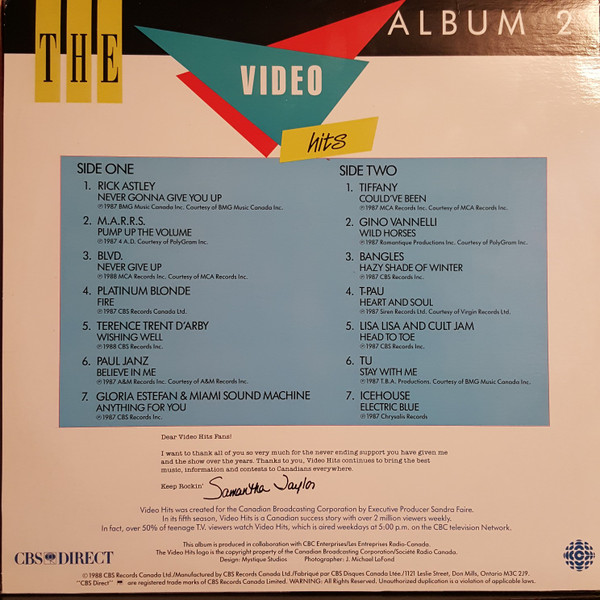 THE
ALBUM 2
VIDEO
hits
SIDE ONE
1. RICK ASTLEY
NEVER GONNA GIVE YOU UP
℗1987 BMG Music Canada Inc. Courtesy of BMG Music Canada Inc.
2. M.A.R.R.S.
PUMP UP THE VOLUME
℗1987 4 A.D. Courtesy of PolyGram Inc.
3. BLVD.
NEVER GIVE UP
℗1988 MCA Records Inc. Courtesy of MCA Records Inc.
4. PLATINUM BLONDE
FIRE
℗1987 CBS Records Canada Ltd.
5. TERENCE TRENT D'ARBY
WISHING WELL
℗1988 CBS Records Inc.
6. PAUL JANZ
BELIEVE IN ME
℗1987 A&M Records Inc. Courtesy of A&M Records Inc.
7. GLORIA ESTEFAN & MIAMI SOUND MACHINE
ANYTHING FOR YOU
℗1987 CBS Records Inc.
SIDE TWO
1. TIFFANY
COULD'VE BEEN
℗1987 MCA Records Inc. Courtesy of MCA Records Inc.
2. GINO VANNELLI
WILD HORSES
℗1987 Romantique Productions Inc. Courtesy of PolyGram Inc.
3. BANGLES
HAZY SHADE OF WINTER
℗1987 CBS Records Inc.
4. T-PAU
HEART AND SOUL
℗1987 Siren Records Ltd. Courtesy of Virgin Records Ltd.
5. LISA LISA AND CULT JAM
HEAD TO TOE
℗1987 CBS Records Inc.
6. TU
STAY WITH ME
℗1987 T.B.A. Productions. Courtesy of BMG Music Canada Inc.
7. ICEHOUSE
ELECTRIC BLUE
℗1987 Chrysalis Records
Dear Video Hits Fans!
I want to thank all of you so very much for the never ending support you have given me
and the show over the years. Thanks to you, Video Hits continues to bring the best
music, information and contests to Canadians everywhere.
Keep Rockin' Samantha Taylor
Video Hits was created for the Canadian Broadcasting Corporation by Executive Producer Sandra Faire.
In its fifth season, Video Hits is a Canadian success story with over 2 million viewers weekly.
In fact, over 50% of teenage T.V. viewers watch Video Hits, which is aired weekdays at 5:00 p.m. on the CBC television Network.
This album is produced in collaboration with CBC Enterprises/Les Entreprises Radio-Canada.
The Video Hits logo is the copyright property of the Canadian Broadcasting Corporation/Société Radio Canada.
Design: Mystique Studios Photographer: J. Michael LaFond
CBS DIRECT
© 1988 CBS Records Canada Ltd./Manufactured by CBS Records Canada Ltd./Fabriqué par CBS Disques Canada Ltée/1121 Leslie Street, Don Mills, Ontario M3C 2J9.
"CBS Direct" are registered trade marks of CBS Records Canada Limited. WARNING: All Rights Reserved. Unauthorized duplication is a violation of applicable laws.